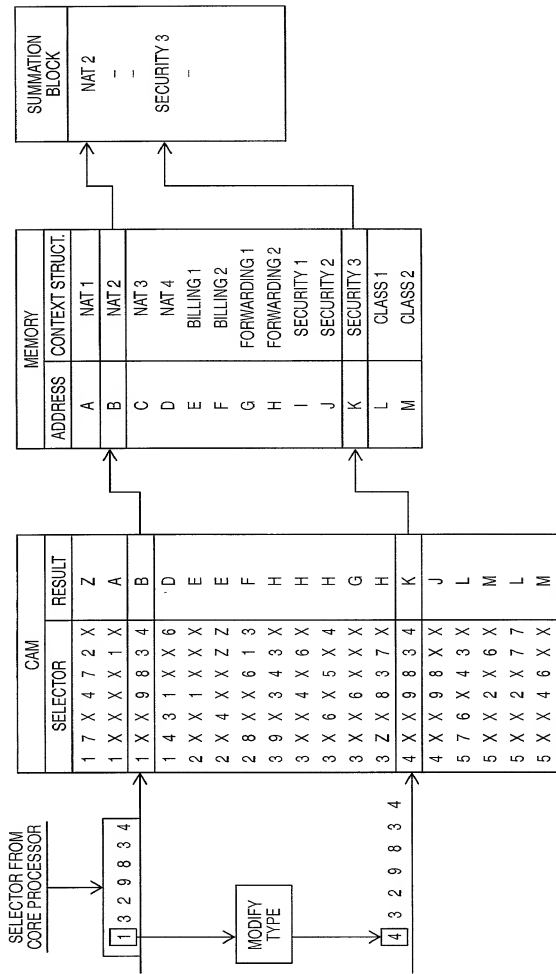 SELECTOR FROM
CORE PROCESSOR
1 3 2 9 8 3 4
MODIFY
TYPE
4 3 2 9 8 3 4
CAM
SELECTOR RESULT
1 7 X 4 7 2 X Z
1 X X X X 1 X A
1 X X 9 8 3 4 B
1 4 3 1 X X 6 D
2 X X 1 X X X E
2 X 4 X X Z Z E
2 8 X X 6 1 3 F
3 9 X 3 4 3 X H
3 X X 4 X 6 X H
3 X 6 X 5 X 4 H
3 X X 6 X X X G
3 Z X 8 3 7 X H
4 X X 9 8 3 4 K
4 X X 9 8 X X J
5 7 6 X 4 3 X L
5 X X 2 X 6 X M
5 X X 2 X 7 7 L
5 X X 4 6 X X M
MEMORY
ADDRESS CONTEXT STRUCT.
A NAT 1
B NAT 2
C NAT 3
D NAT 4
E BILLING 1
F BILLING 2
G FORWARDING 1
H FORWARDING 2
I SECURITY 1
J SECURITY 2
K SECURITY 3
L CLASS 1
M CLASS 2
SUMMATION
BLOCK
NAT 2
-
-
SECURITY 3
-